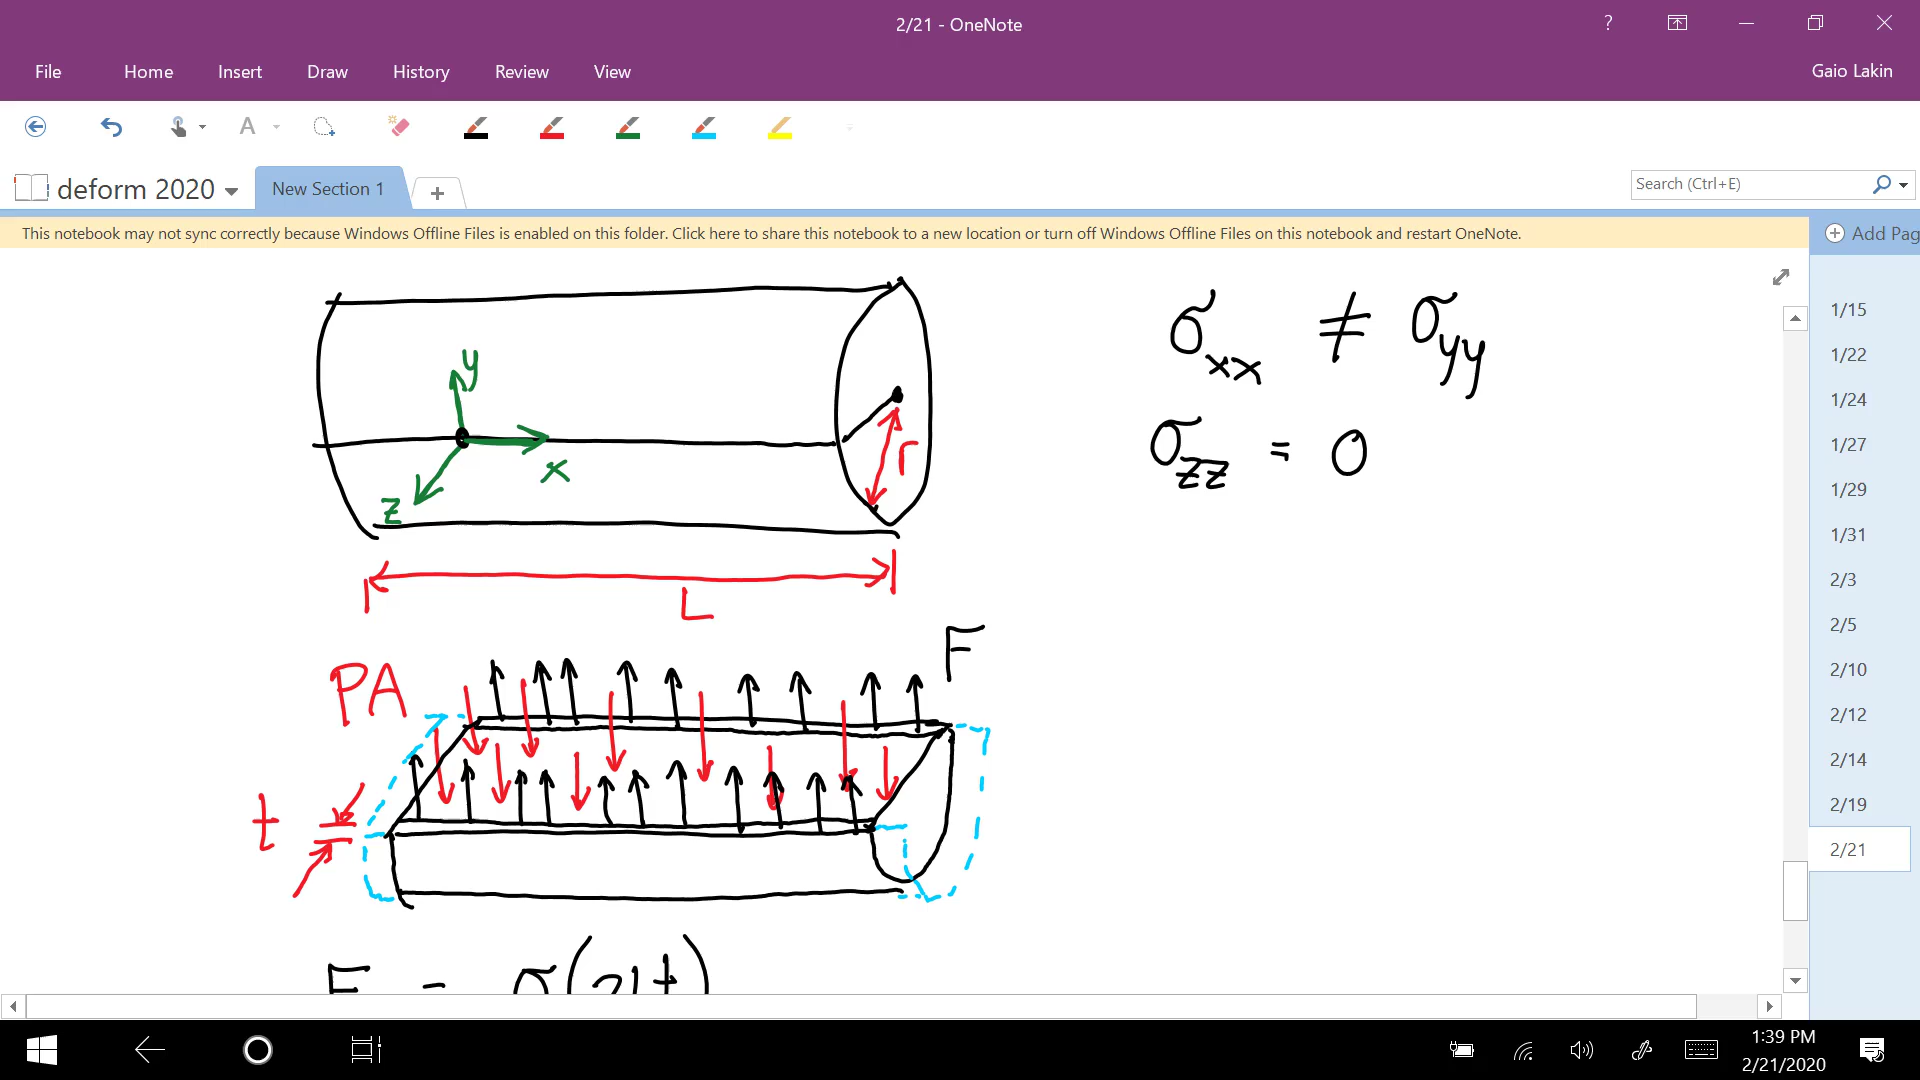 2/21 - OneNote
?
File Home Insert Draw History Review View
Gaio Lakin
A
deform 2020
New Section 1
+
Search (Ctrl+E)
This notebook may not sync correctly because Windows Offline Files is enabled on this folder. Click here to share this notebook to a new location or turn off Windows Offline Files on this notebook and restart OneNote.
Add Pag
1/15
1/22
1/24
1/27
1/29
1/31
2/3
2/5
2/10
2/12
2/14
2/19
2/21
y
x
z
r
L
σxx ≠ σyy
σzz = 0
F
PA
t
F = σ(2Lt)
1:39 PM
2/21/2020